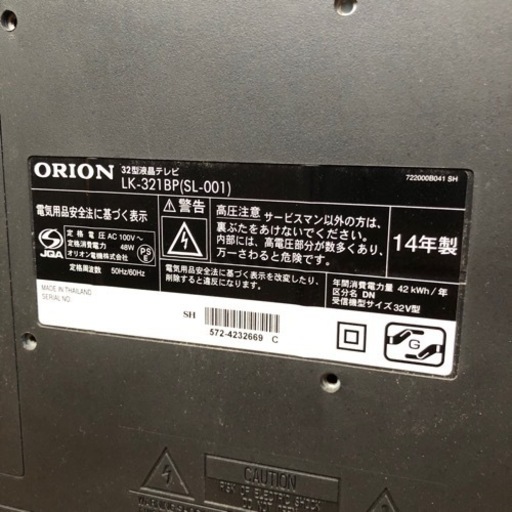 ORION
32型液晶テレビ
LK-321BP(SL-001)
722000B041 SH
電気用品安全法に基づく表示
定格電圧 AC 100V
定格消費電力 48W
オリオン電機株式会社
定格周波数 50Hz/60Hz
JQA
PS
E
警告
高圧注意 サービスマン以外の方は、
裏ぶたをあけないでください。
内部には、高電圧部分が数多くあり、
万一さわると危険です。
電気用品安全法に基づく表示を改変したり、
削除すると違反になります。
14年製
年間消費電力量 42 kWh/年
区分名 DN
受信機型サイズ 32V型
MADE IN THAILAND
SERIAL NO.
SH
572-4232669 C
G
CAUTION
RISK OF ELECTRIC SHOCK